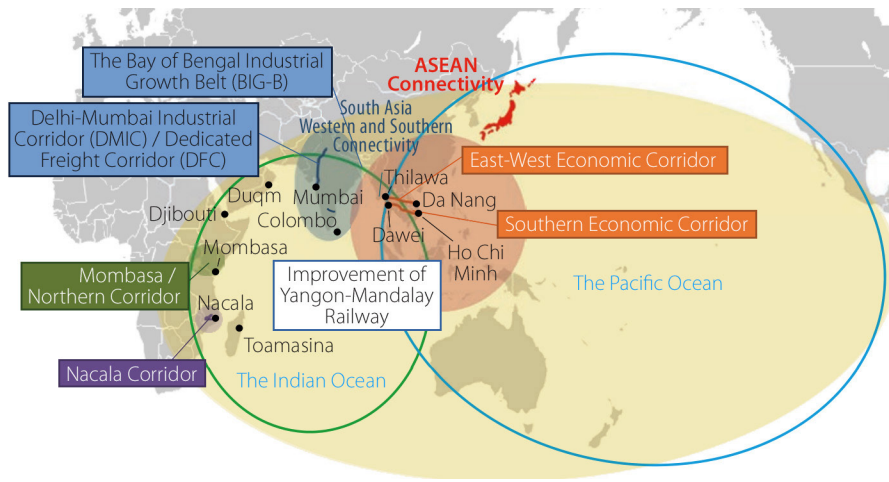 The Bay of Bengal Industrial
Growth Belt (BIG-B)
ASEAN
Connectivity
Delhi-Mumbai Industrial
Corridor (DMIC) / Dedicated
Freight Corridor (DFC)
South Asia
Western and Southern
Connectivity
East-West Economic Corridor
Thilawa
Duqm
Mumbai
Da Nang
Djibouti
Colombo
Southern Economic Corridor
Dawei
Mombasa
Ho Chi
Minh
Mombasa /
Northern Corridor
Improvement of
Yangon-Mandalay
Railway
The Pacific Ocean
Nacala
Toamasina
Nacala Corridor
The Indian Ocean